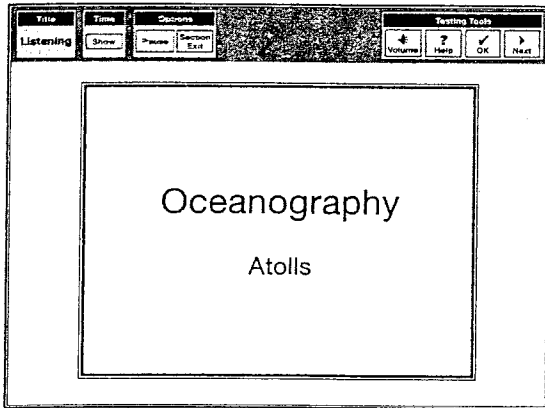 Title Time Options Testing Tools
Listening Show Pause Section Exit Volume ? Help OK Next
Oceanography
Atolls